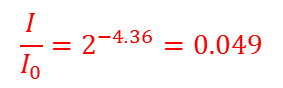 I/I₀ = 2⁻⁴·³⁶ = 0.049